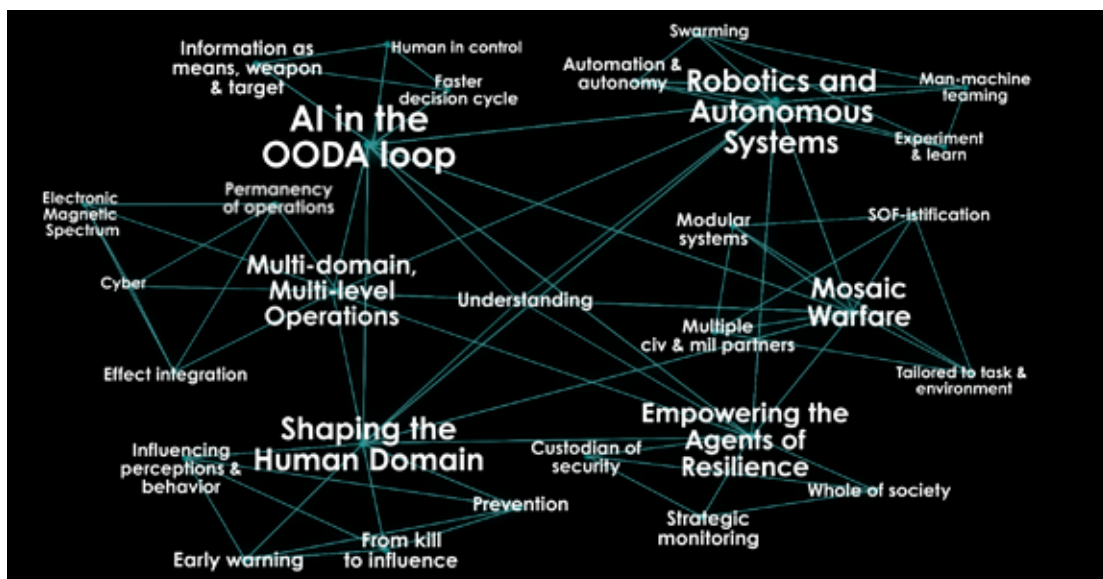 Information as
means, weapon
& target
Human in control
Faster
decision cycle
AI in the
OODA loop
Swarming
Automation &
autonomy
Robotics and
Autonomous
Systems
Man-machine
teaming
Experiment
& learn
Electronic
Magnetic
Spectrum
Permanency
of operations
Cyber
Multi-domain,
Multi-level
Operations
Effect integration
Understanding
Modular
systems
SOF-istification
Mosaic
Warfare
Multiple
civ & mil partners
Tailored to task &
environment
Shaping the
Human Domain
Influencing
perceptions &
behavior
Prevention
Early warning
From kill
to influence
Empowering the
Agents of
Resilience
Custodian of
security
Whole of society
Strategic
monitoring